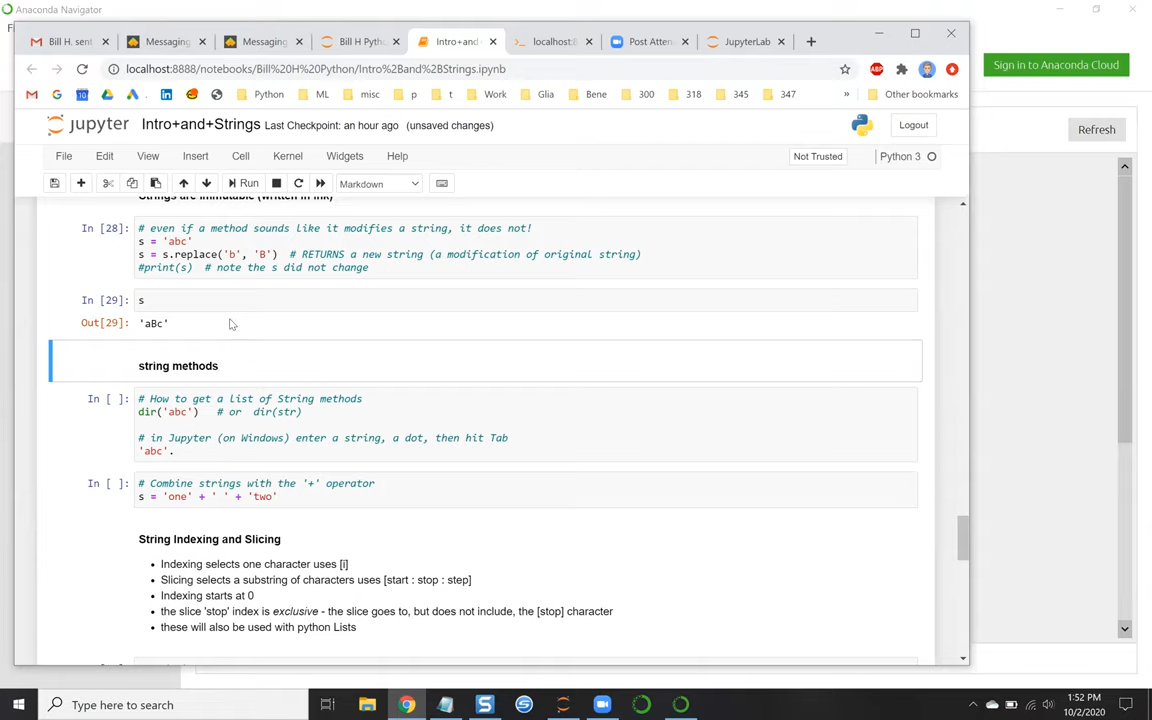 Anaconda Navigator
Bill H. sent
Messaging
Messaging
Bill H Pyth
Intro+and+
localhost:8
Post Atten
JupyterLab
localhost:8888/notebooks/Bill%20H%20Python/Intro%2Band%2BStrings.ipynb
Sign in to Anaconda Cloud
Python
ML
misc
p
t
Work
Glia
Bene
300
318
345
347
»
Other bookmarks
jupyter
Intro+and+Strings Last Checkpoint: an hour ago (unsaved changes)
Logout
Refresh
File Edit View Insert Cell Kernel Widgets Help
Not Trusted
Python 3
Run
Markdown
Strings are immutable (written in ink)
In [28]: # even if a method sounds like it modifies a string, it does not!
s = 'abc'
s = s.replace('b', 'B')  # RETURNS a new string (a modification of original string)
#print(s)  # note the s did not change
In [29]: s
Out[29]: 'aBc'
string methods
In [ ]: # How to get a list of String methods
dir('abc')   # or  dir(str)
# in Jupyter (on Windows) enter a string, a dot, then hit Tab
'abc'.
In [ ]: # Combine strings with the '+' operator
s = 'one' + ' ' + 'two'
String Indexing and Slicing
• Indexing selects one character uses [i]
• Slicing selects a substring of characters uses [start : stop : step]
• Indexing starts at 0
• the slice 'stop' index is exclusive - the slice goes to, but does not include, the [stop] character
• these will also be used with python Lists
Type here to search
1:52 PM
10/2/2020